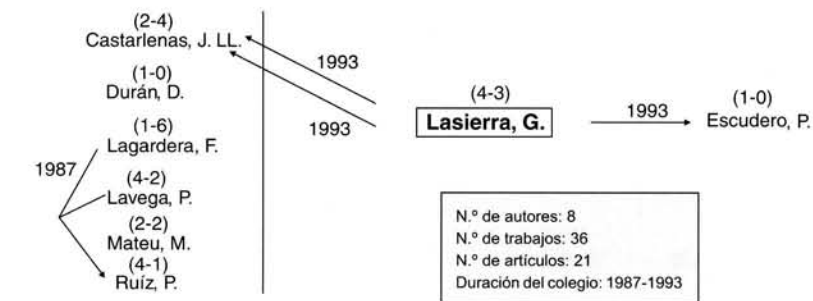 (2-4)
Castarlenas, J. LL.
(1-0)
Durán, D.
(1-6)
Lagardera, F.
1987
(4-2)
Lavega, P.
(2-2)
Mateu, M.
(4-1)
Ruíz, P.
1993
1993
(4-3)
Lasierra, G.
1993
(1-0)
Escudero, P.
N.º de autores: 8
N.º de trabajos: 36
N.º de artículos: 21
Duración del colegio: 1987-1993